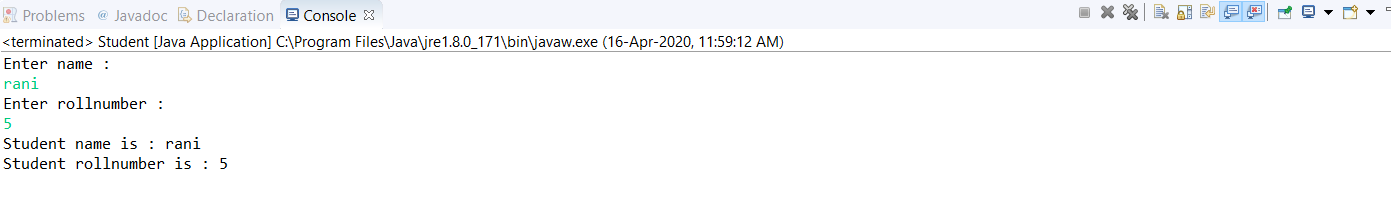 Problems @ Javadoc Declaration Console
<terminated> Student [Java Application] C:\Program Files\Java\jre1.8.0_171\bin\javaw.exe (16-Apr-2020, 11:59:12 AM)
Enter name :
rani
Enter rollnumber :
5
Student name is : rani
Student rollnumber is : 5